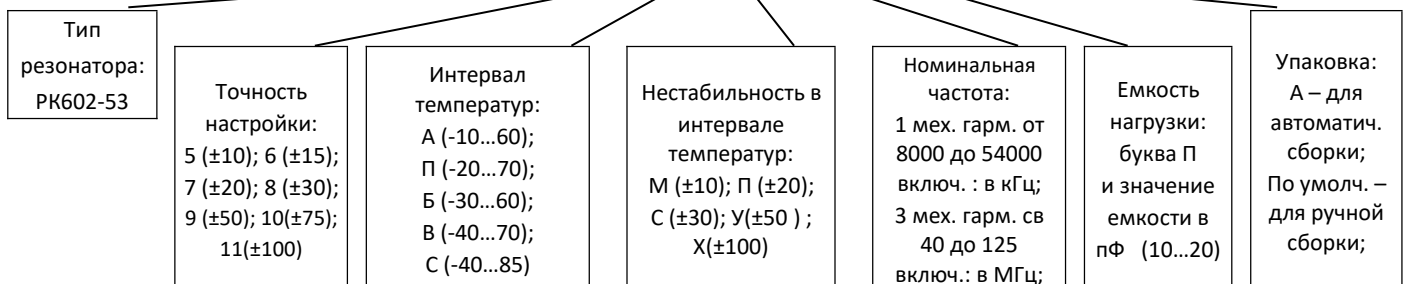 Тип
резонатора:
РК602-53
Точность
настройки:
5 (±10); 6 (±15);
7 (±20); 8 (±30);
9 (±50); 10(±75);
11(±100)
Интервал
температур:
А (-10...60);
П (-20...70);
Б (-30...60);
В (-40...70);
С (-40...85)
Нестабильность в
интервале
температур:
М (±10); П (±20);
С (±30); У(±50 ) ;
Х(±100)
Номинальная
частота:
1 мех. гарм. от
8000 до 54000
включ. : в кГц;
3 мех. гарм. св
40 до 125
включ.: в МГц;
Емкость
нагрузки:
буква П
и значение
емкости в
пФ (10...20)
Упаковка:
А – для
автоматич.
сборки;
По умолч. –
для ручной
сборки;